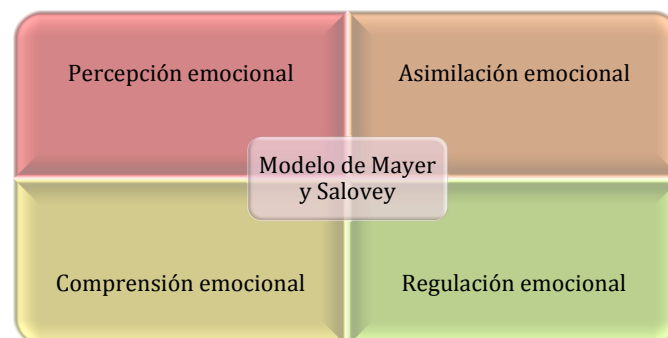 Percepción emocional
Asimilación emocional
Modelo de Mayer
y Salovey
Comprensión emocional
Regulación emocional